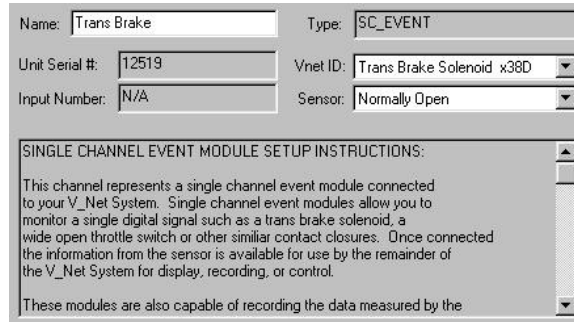 Name: Trans Brake Type: SC_EVENT
Unit Serial #: 12519 Vnet ID: Trans Brake Solenoid x38D
Input Number: N/A Sensor: Normally Open
SINGLE CHANNEL EVENT MODULE SETUP INSTRUCTIONS:
This channel represents a single channel event module connected
to your V_Net System. Single channel event modules allow you to
monitor a single digital signal such as a trans brake solenoid, a
wide open throttle switch or other similiar contact closures. Once connected
the information from the sensor is available for use by the remainder of
the V_Net System for display, recording, or control.
These modules are also capable of recording the data measured by the